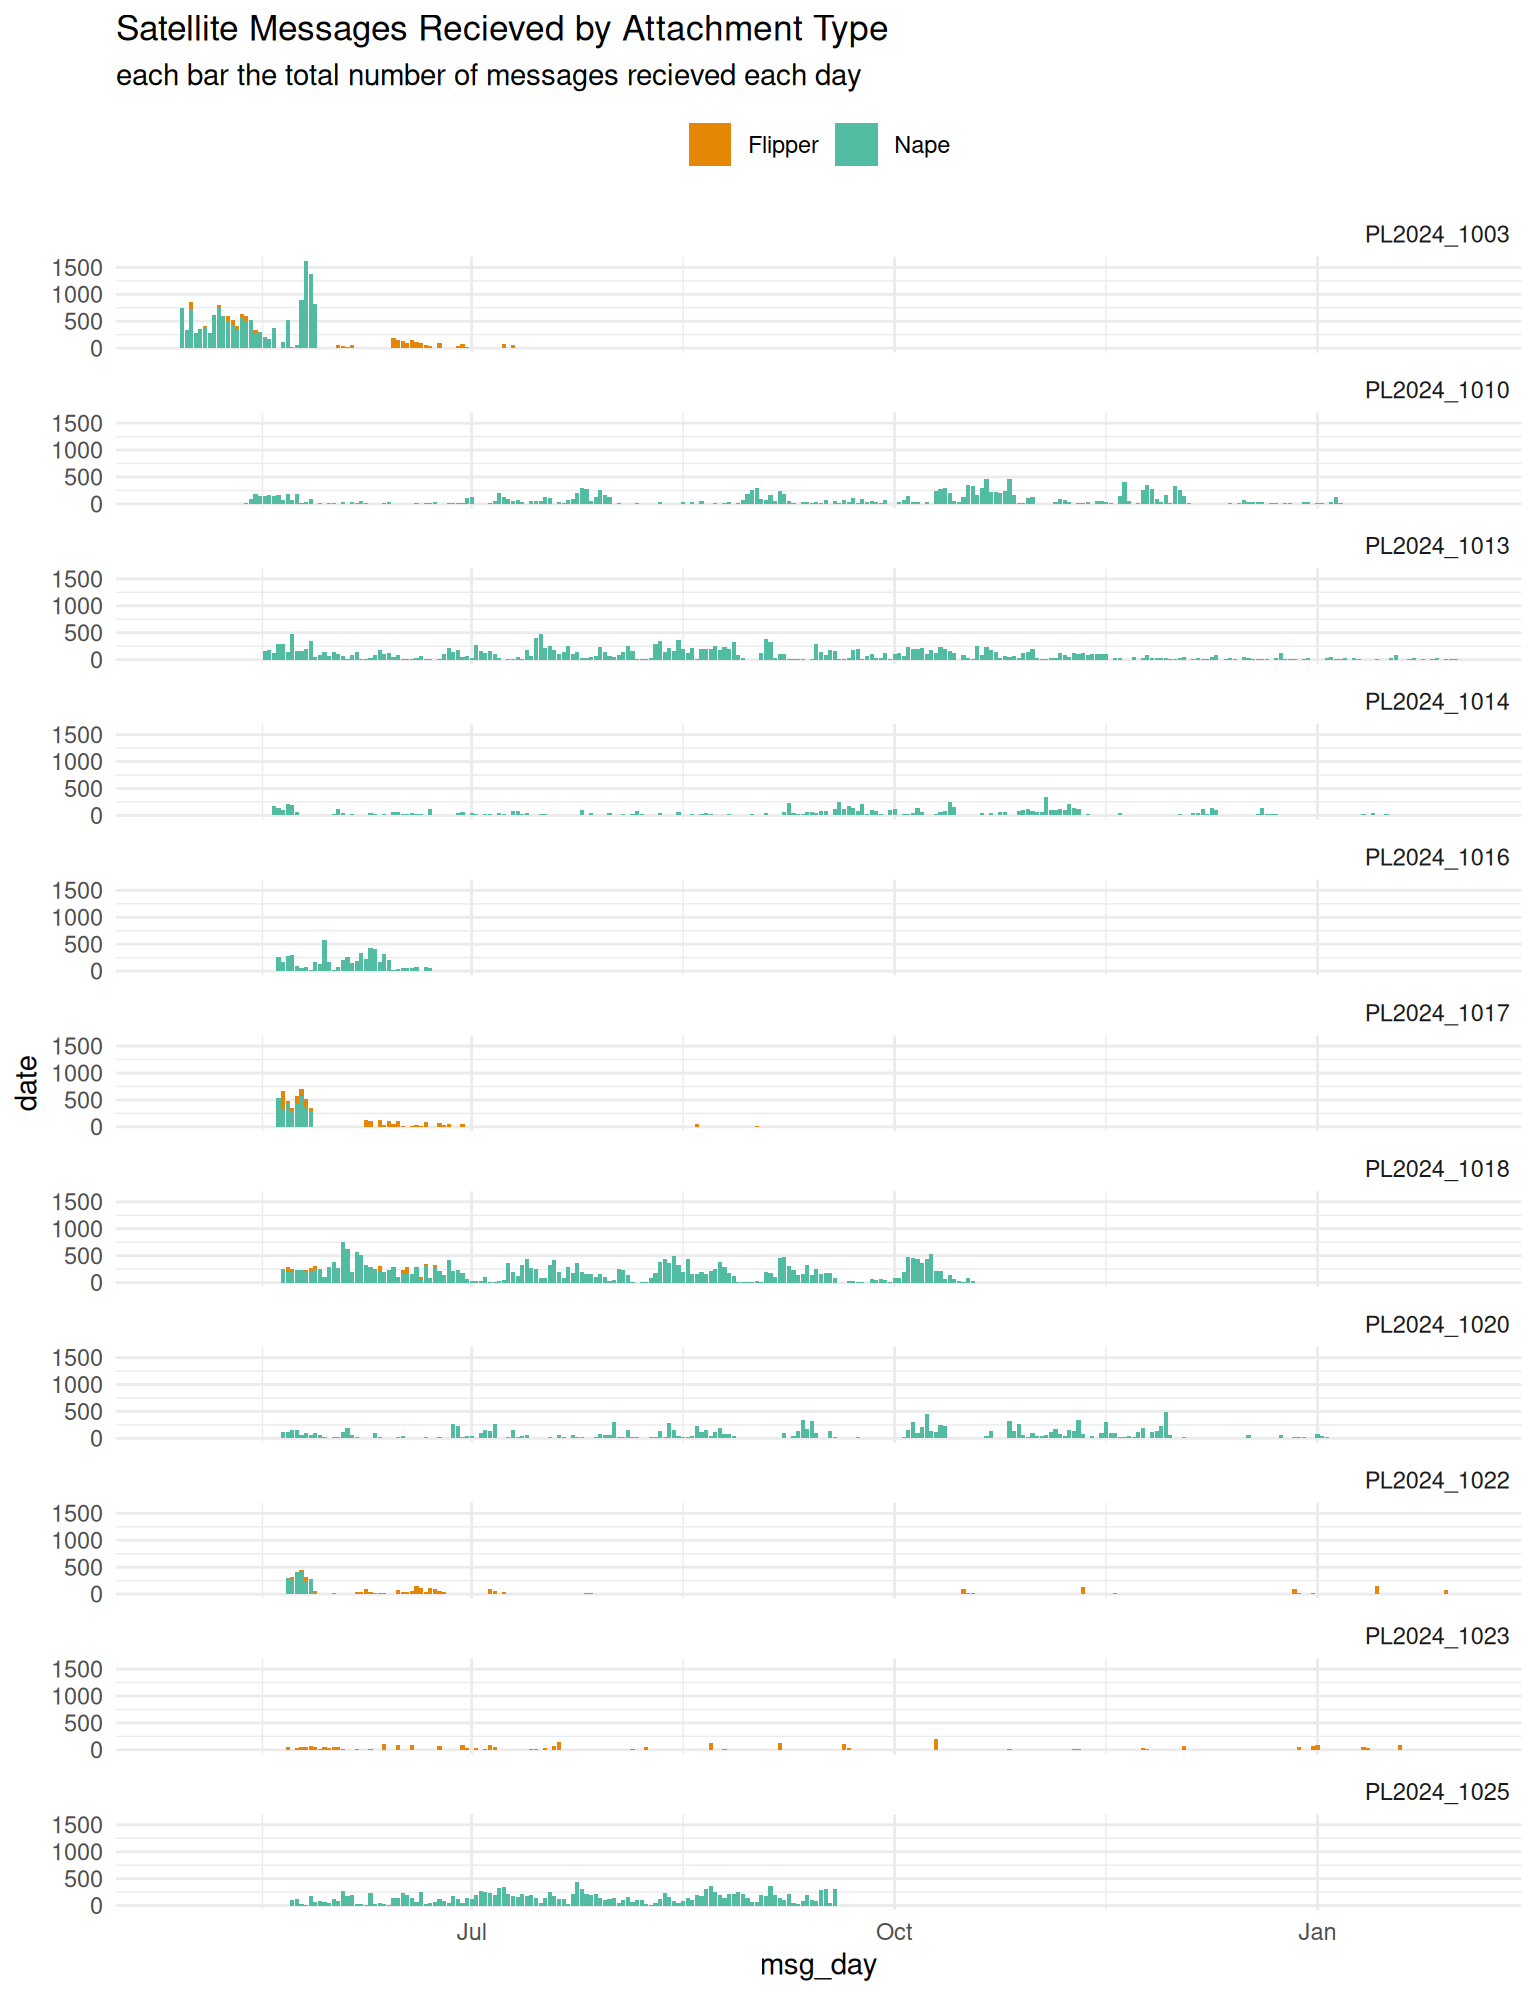 Satellite Messages Recieved by Attachment Type
each bar the total number of messages recieved each day
Flipper Nape
PL2024_1003
1500
1000
500
0
PL2024_1010
1500
1000
500
0
PL2024_1013
1500
1000
500
0
PL2024_1014
1500
1000
500
0
PL2024_1016
1500
1000
500
0
PL2024_1017
1500
1000
500
0
date
PL2024_1018
1500
1000
500
0
PL2024_1020
1500
1000
500
0
PL2024_1022
1500
1000
500
0
PL2024_1023
1500
1000
500
0
PL2024_1025
1500
1000
500
0
Jul Oct Jan
msg_day